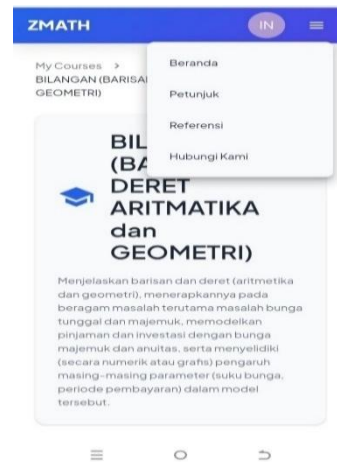 ZMATH
IN
My Courses >
BILANGAN (BARISA
GEOMETRI)
Beranda
Petunjuk
Referensi
Hubungi Kami
BIL
(BA
DERET
ARITMATIKA
dan
GEOMETRI)
Menjelaskan barisan dan deret (aritmetika
dan geometri), menerapkannya pada
beragam masalah terutama masalah bunga
tunggal dan majemuk, memodelkan
pinjaman dan investasi dengan bunga
majemuk dan anuitas, serta menyelidiki
(secara numerik atau grafis) pengaruh
masing-masing parameter (suku bunga,
periode pembayaran) dalam model
tersebut.